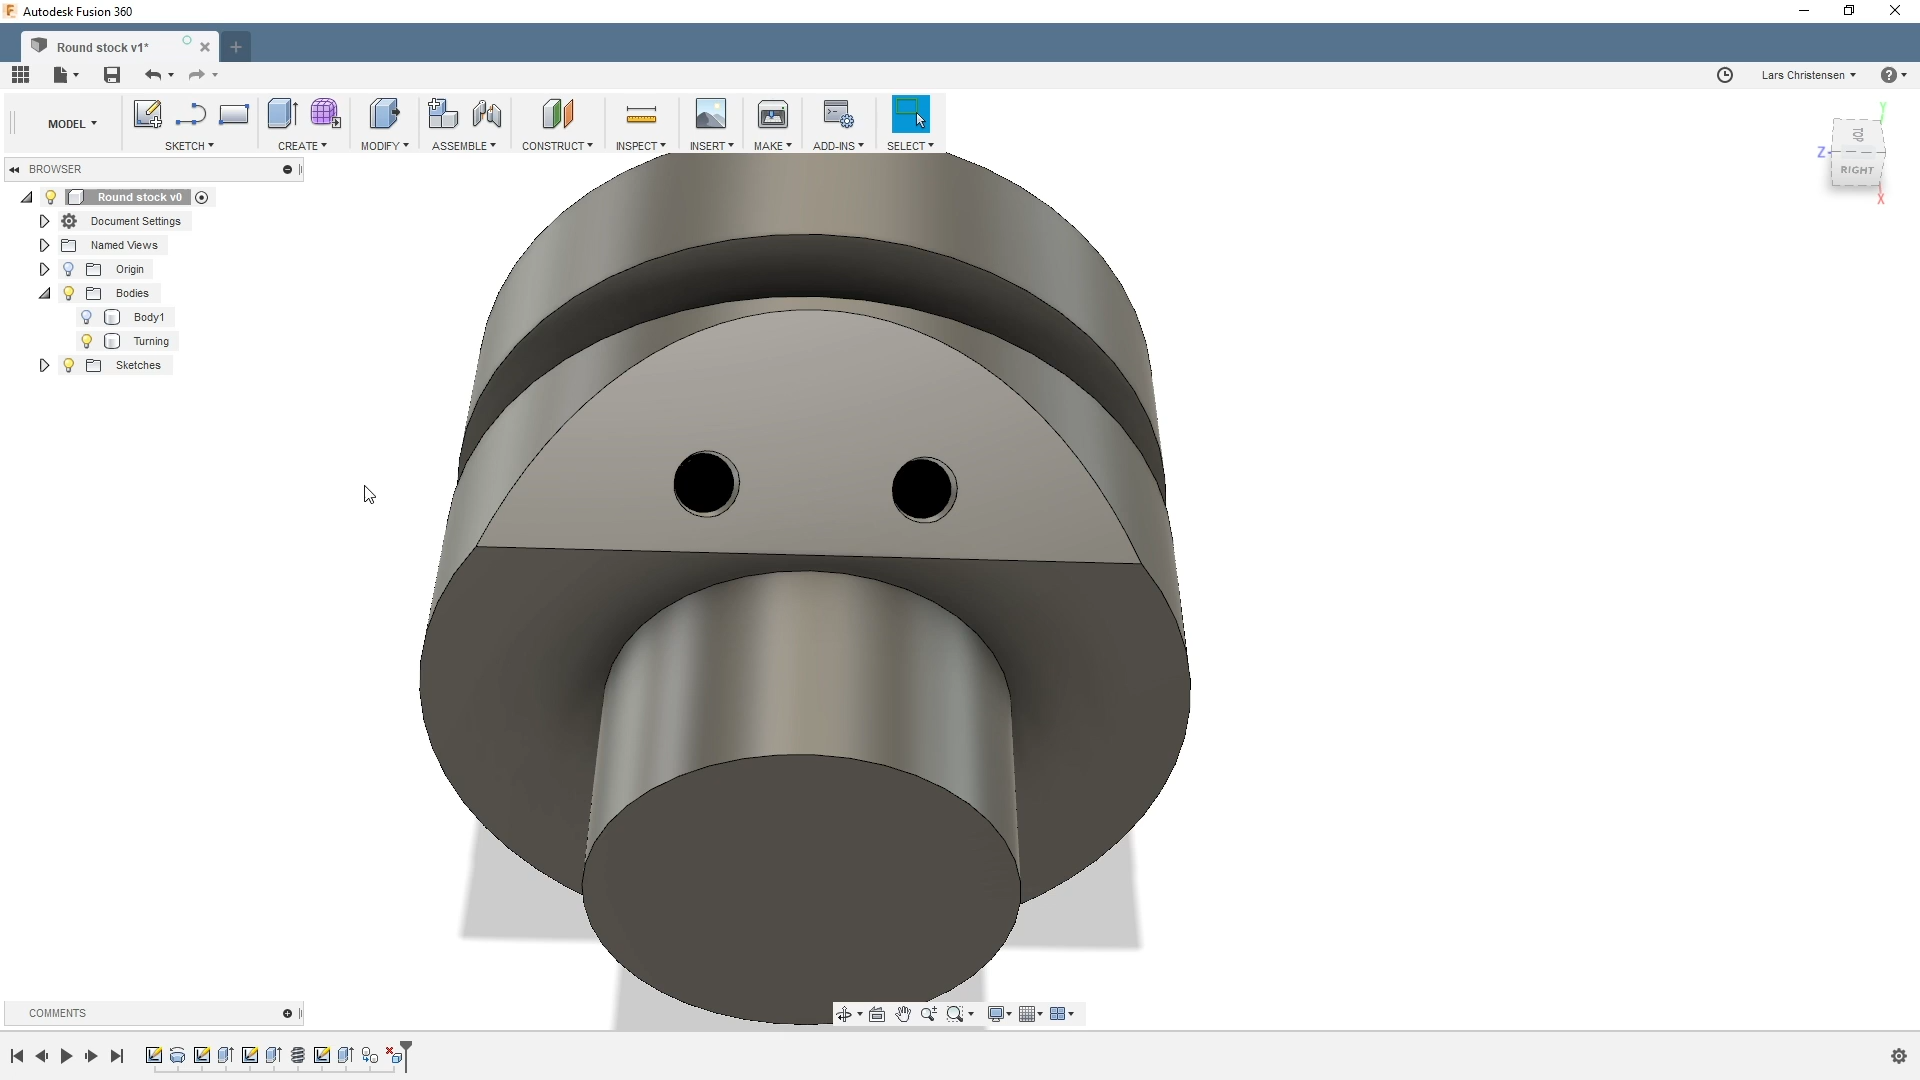 Autodesk Fusion 360
Round stock v1*
Lars Christensen
MODEL
SKETCH
CREATE
MODIFY
ASSEMBLE
CONSTRUCT
INSPECT
INSERT
MAKE
ADD-INS
SELECT
BROWSER
Round stock v0
Document Settings
Named Views
Origin
Bodies
Body1
Turning
Sketches
Y
TOP
Z
RIGHT
X
COMMENTS